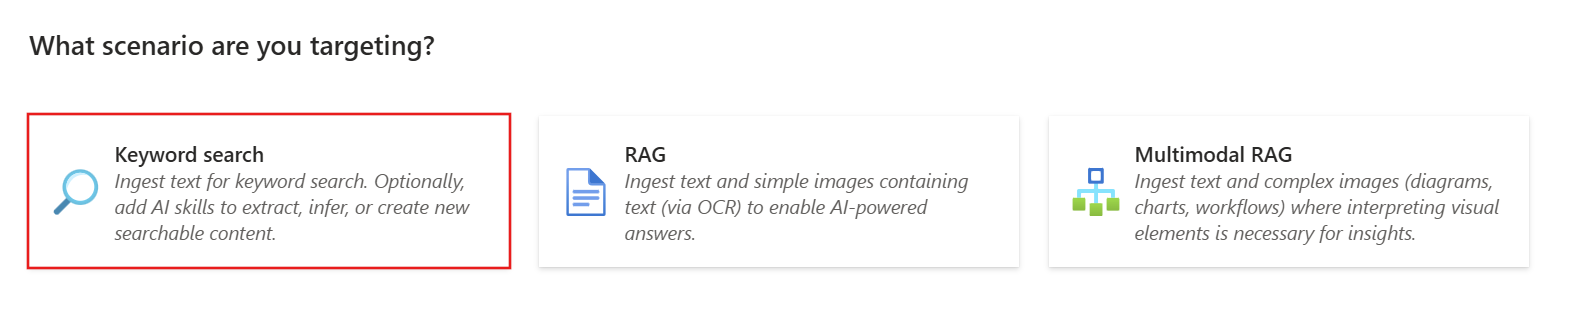 What scenario are you targeting?
Keyword search
Ingest text for keyword search. Optionally,
add AI skills to extract, infer, or create new
searchable content.
RAG
Ingest text and simple images containing
text (via OCR) to enable AI-powered
answers.
Multimodal RAG
Ingest text and complex images (diagrams,
charts, workflows) where interpreting visual
elements is necessary for insights.